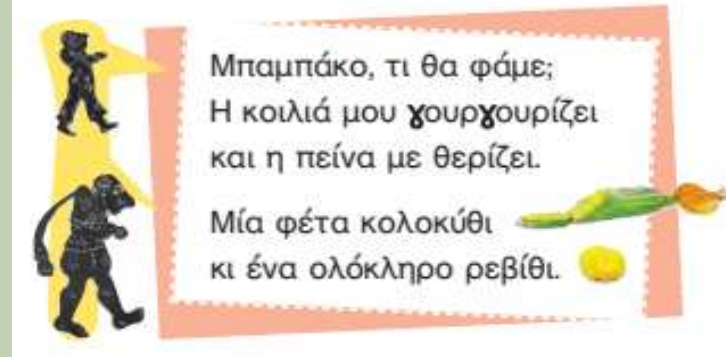 Μπαμπάκο, τι θα φάμε;
Η κοιλιά μου γουργουρίζει
και η πείνα με θερίζει.
Μία φέτα κολοκύθι
κι ένα ολόκληρο ρεβίθι.